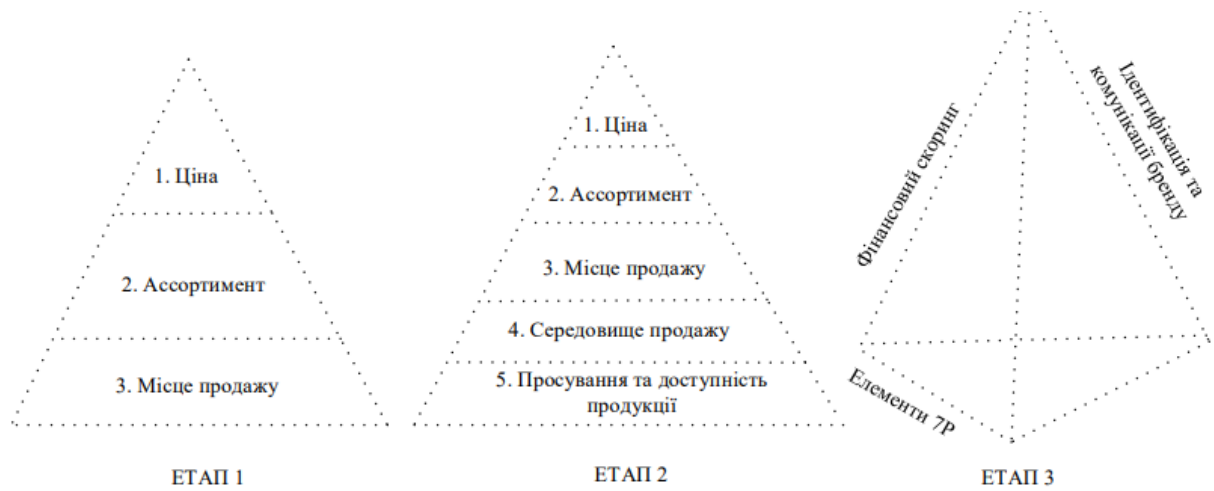 1. Ціна
2. Ассортимент
3. Місце продажу
ЕТАП 1
1. Ціна
2. Ассортимент
3. Місце продажу
4. Середовище продажу
5. Просування та доступність
продукції
ЕТАП 2
Фінансовий скоринг
Ідентифікація та
комунікації бренду
Елементи 7Р
ЕТАП 3